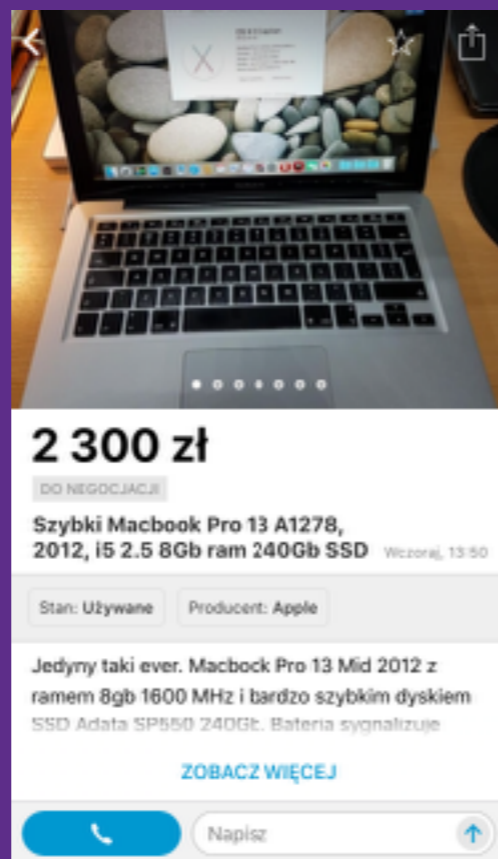 2 300 zł
DO NEGOCJACJI
Szybki Macbook Pro 13 A1278,
2012, i5 2.5 8Gb ram 240Gb SSD Wczoraj, 13:50
Stan: Używane Producent: Apple
Jedyny taki ever. Macbook Pro 13 Mid 2012 z
ramem 8gb 1600 MHz i bardzo szybkim dyskiem
SSD Adata SP550 240Gb. Bateria sygnalizuje
ZOBACZ WIĘCEJ
Napisz